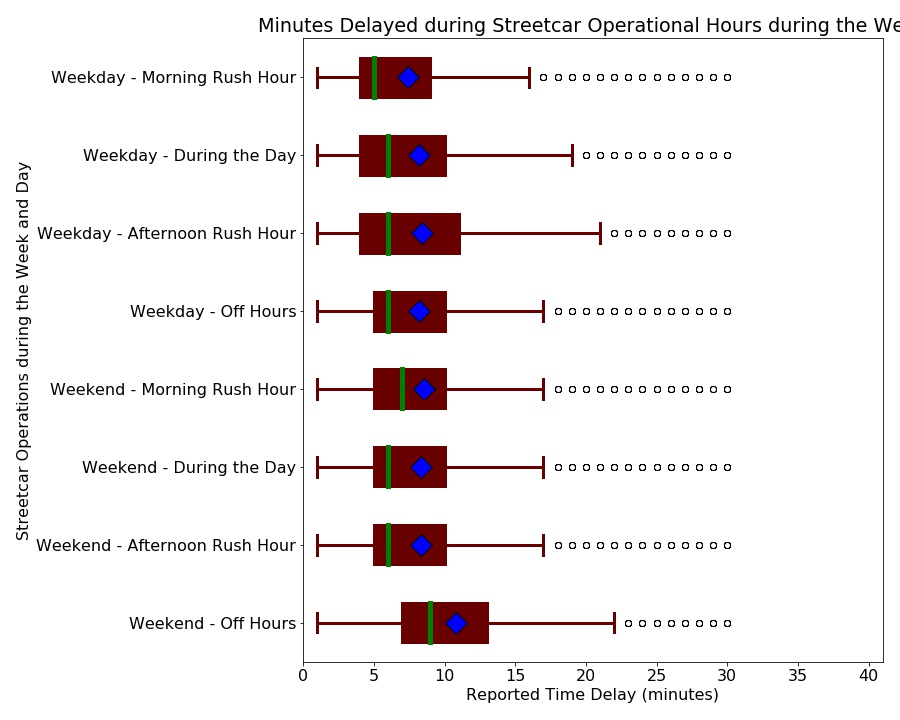 Minutes Delayed during Streetcar Operational Hours during the We
Streetcar Operations during the Week and Day
Weekday - Morning Rush Hour
Weekday - During the Day
Weekday - Afternoon Rush Hour
Weekday - Off Hours
Weekend - Morning Rush Hour
Weekend - During the Day
Weekend - Afternoon Rush Hour
Weekend - Off Hours
0 5 10 15 20 25 30 35 40
Reported Time Delay (minutes)